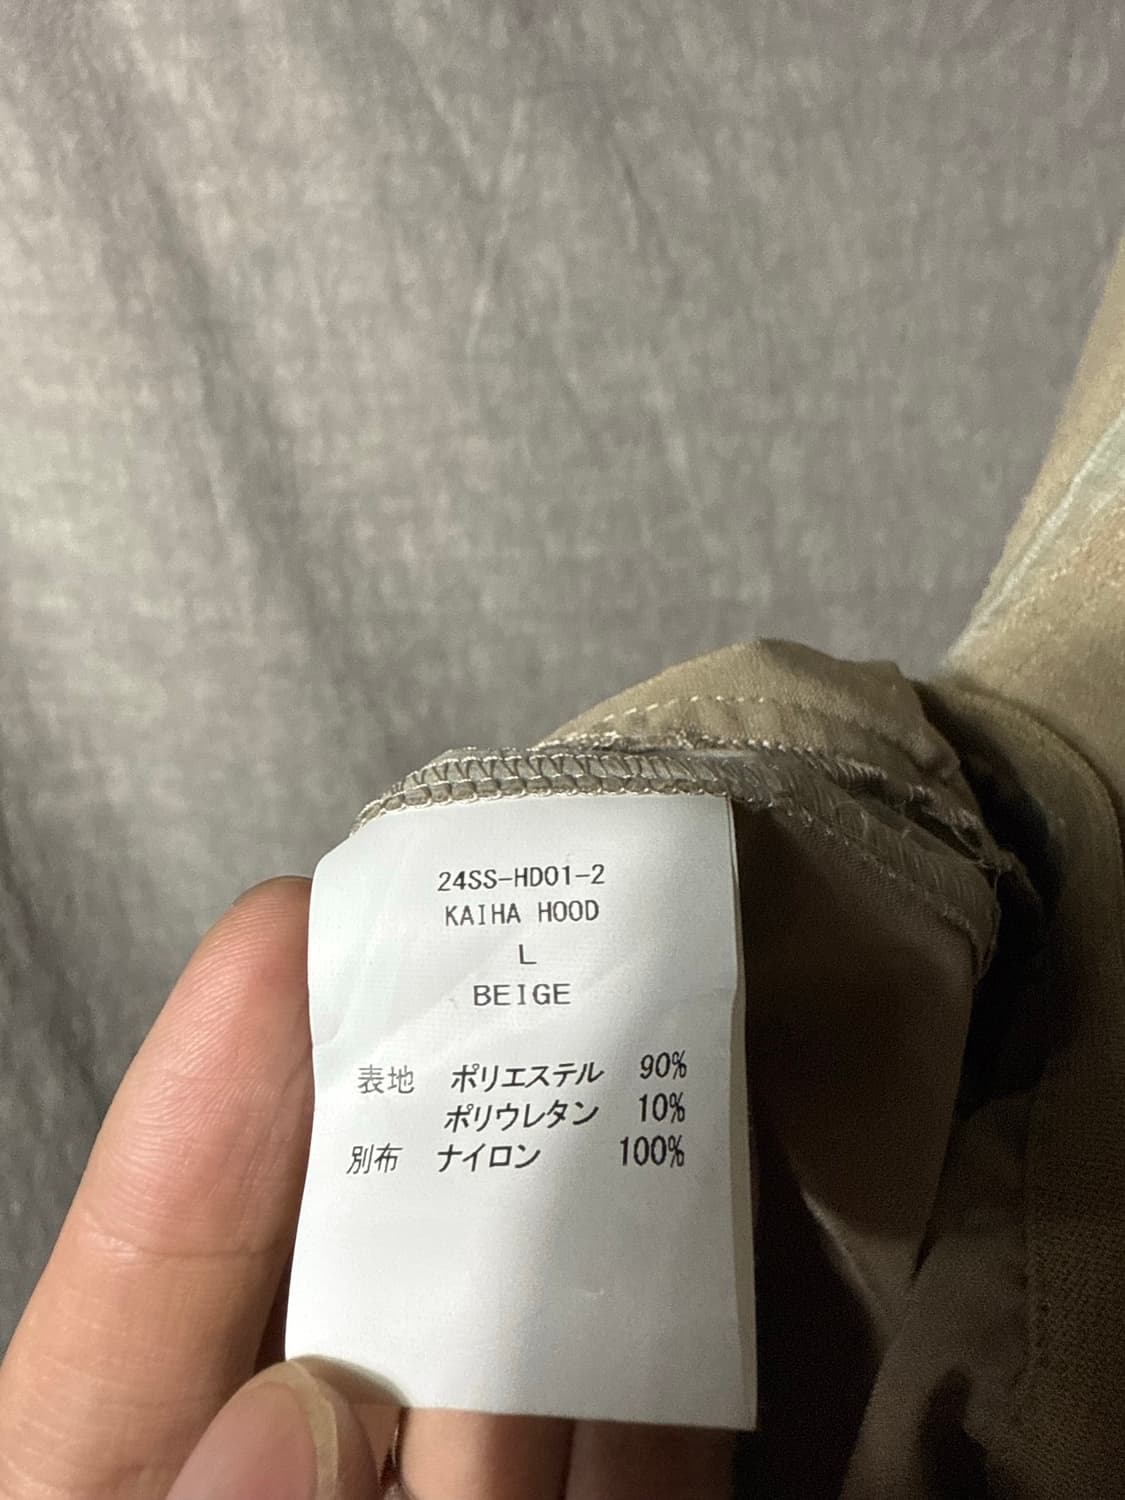 24SS-HD01-2
KAIHA HOOD
L
BEIGE
表地 ポリエステル 90%
ポリウレタン 10%
別布 ナイロン 100%